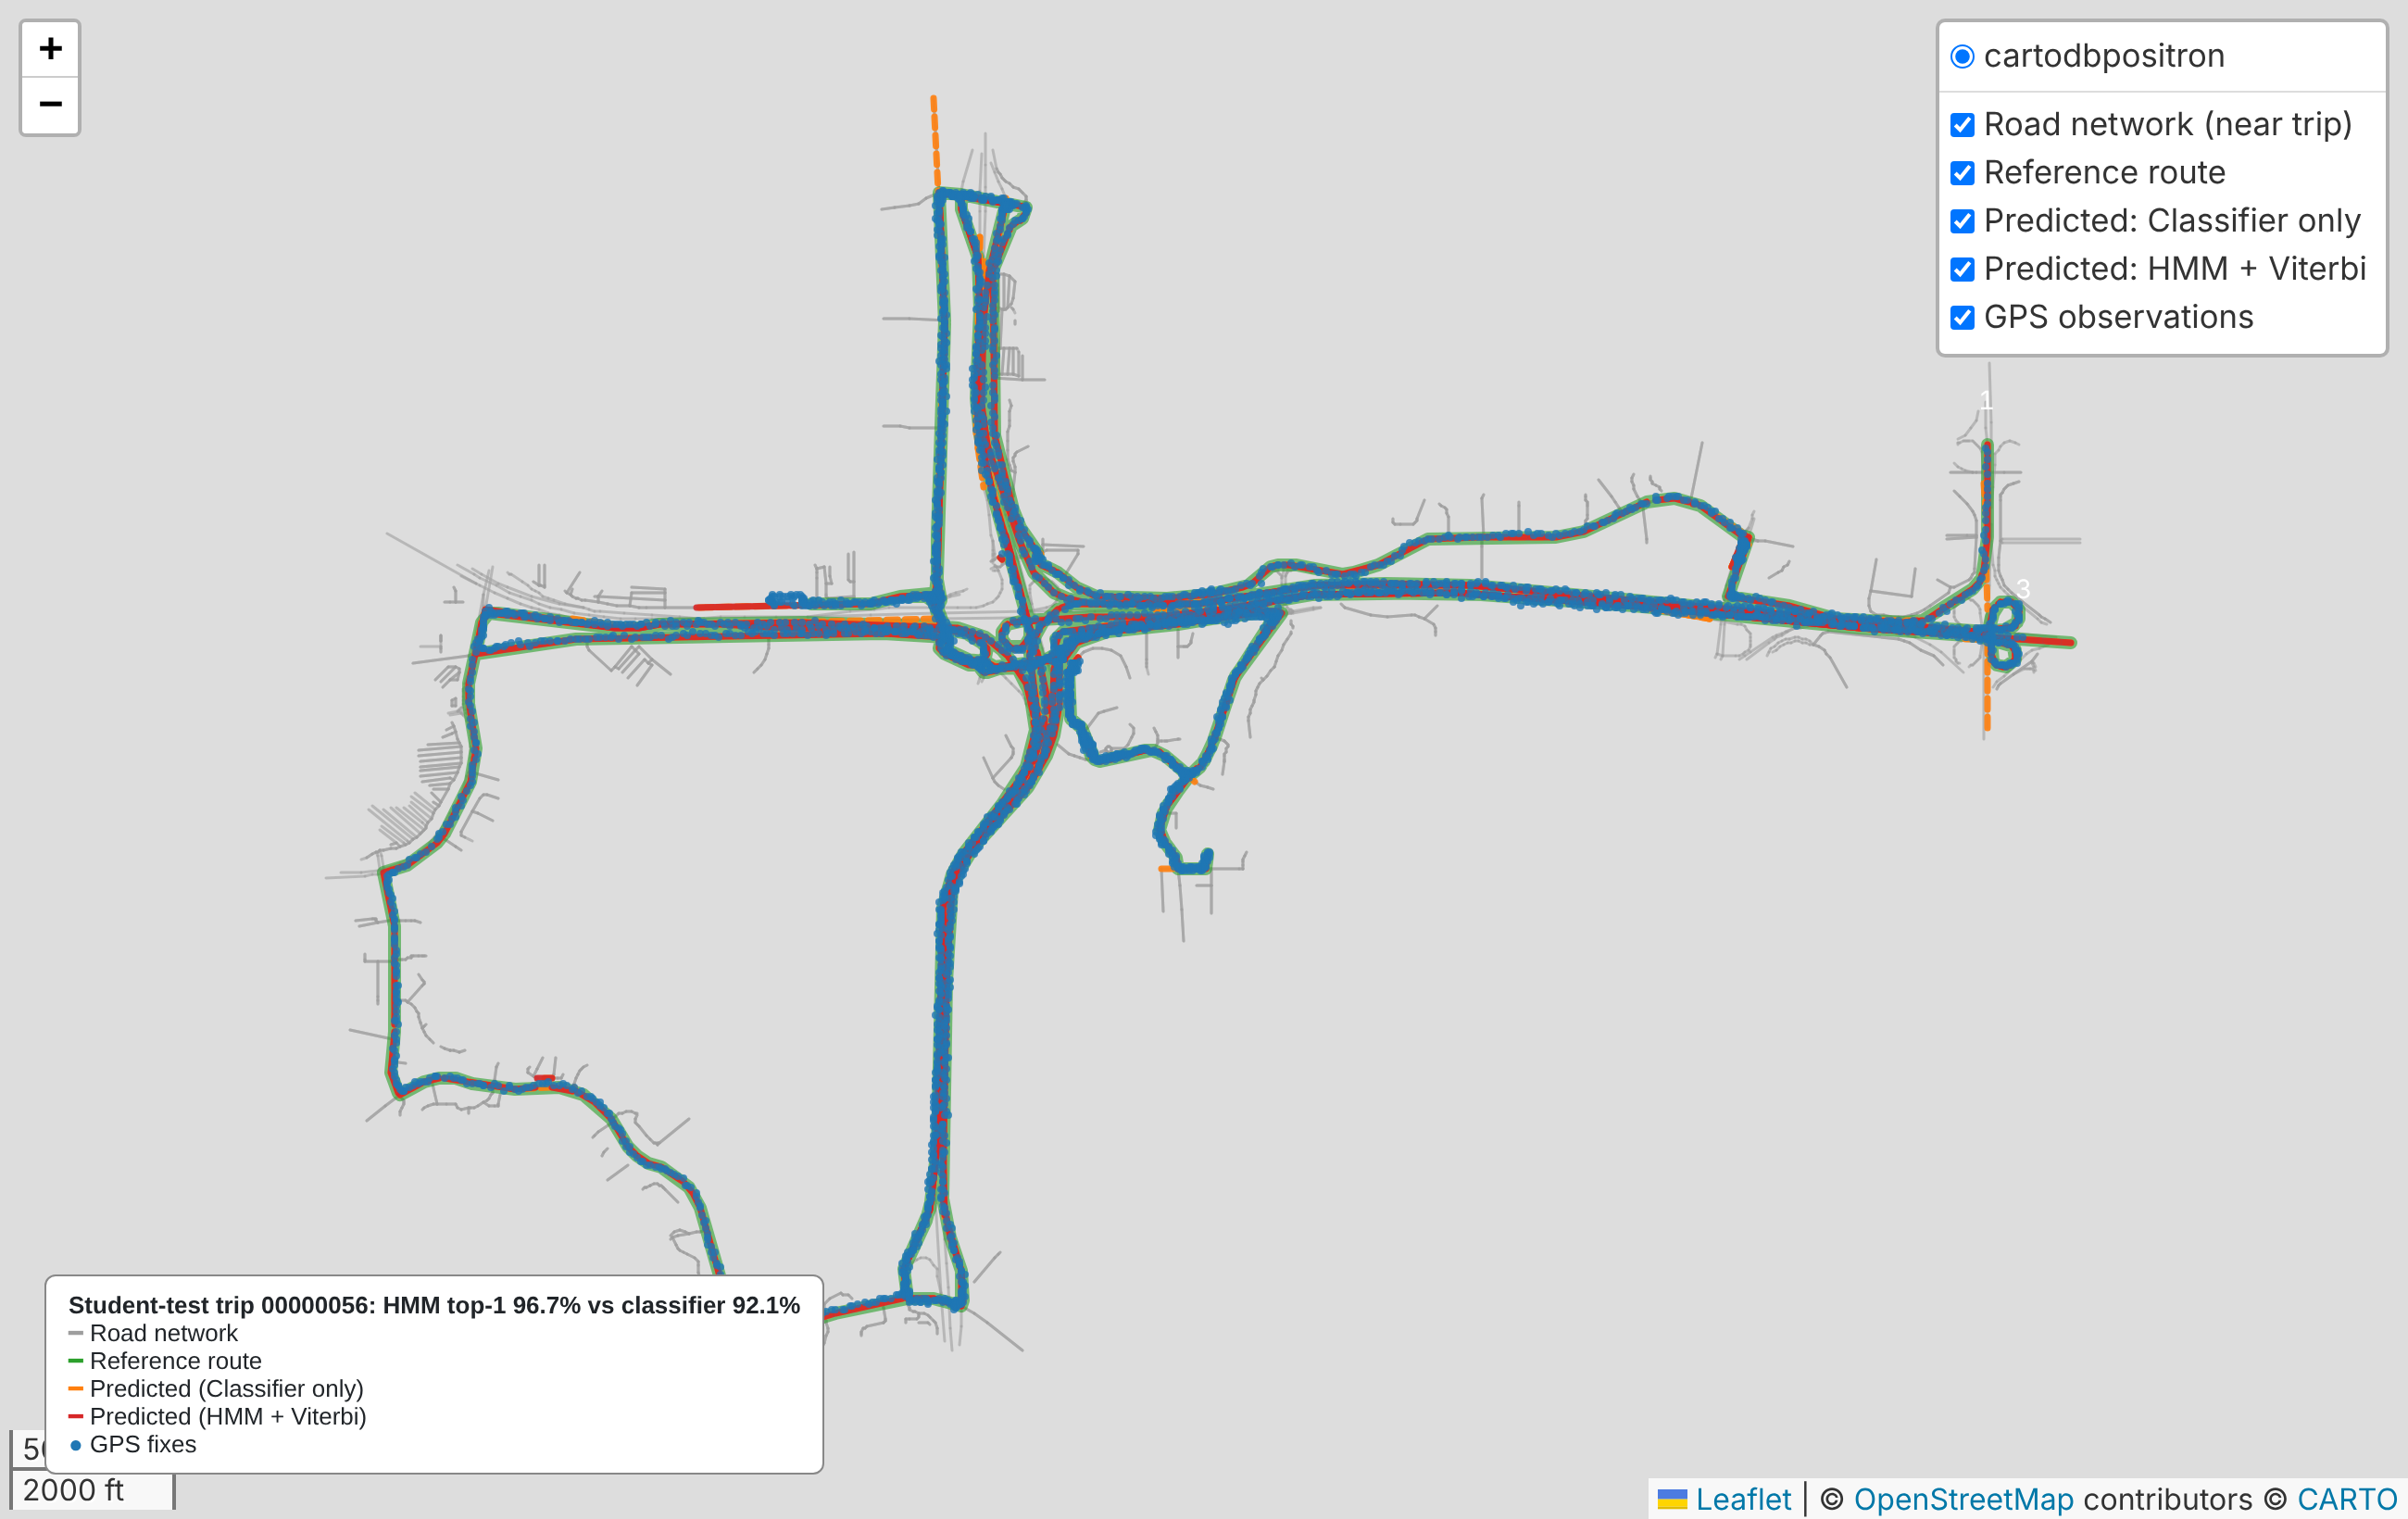 +
−
cartodbpositron
Road network (near trip)
Reference route
Predicted: Classifier only
Predicted: HMM + Viterbi
GPS observations
1
3
Student-test trip 00000056: HMM top-1 96.7% vs classifier 92.1%
Road network
Reference route
Predicted (Classifier only)
Predicted (HMM + Viterbi)
GPS fixes
2000 ft
Leaflet | © OpenStreetMap contributors © CARTO